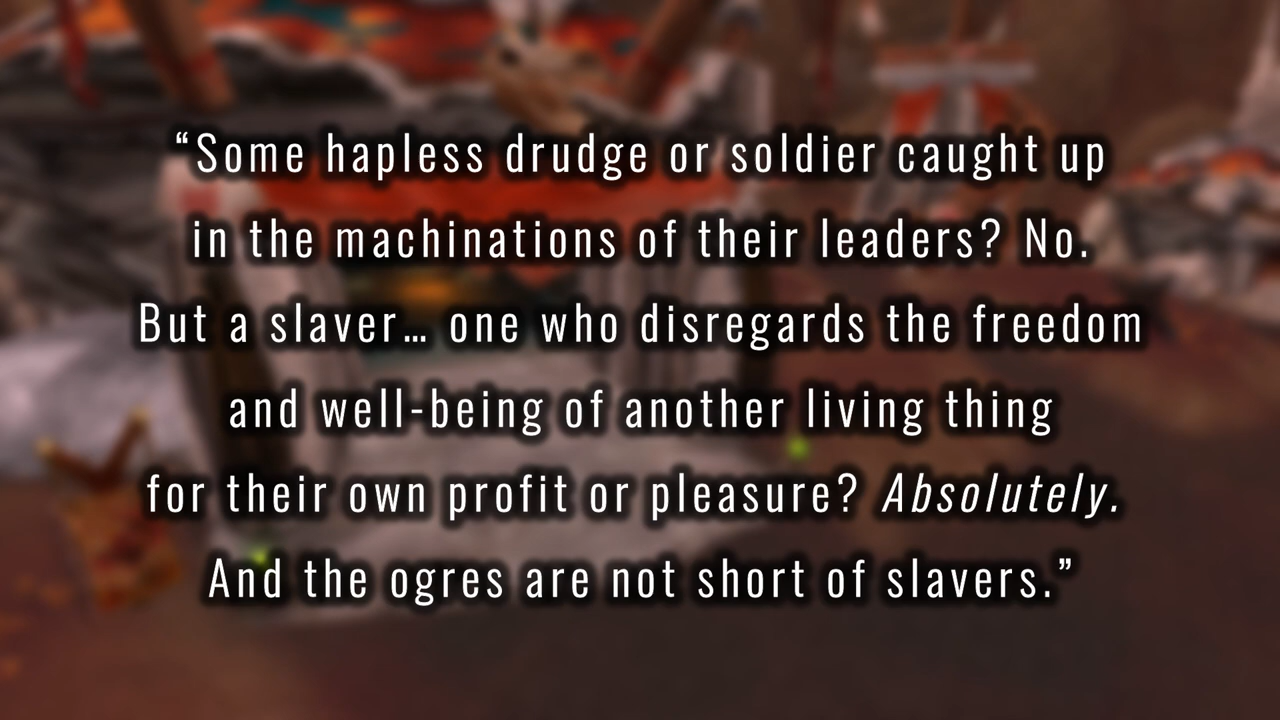 “Some hapless drudge or soldier caught up
in the machinations of their leaders? No.
But a slaver… one who disregards the freedom
and well-being of another living thing
for their own profit or pleasure? Absolutely.
And the ogres are not short of slavers.”